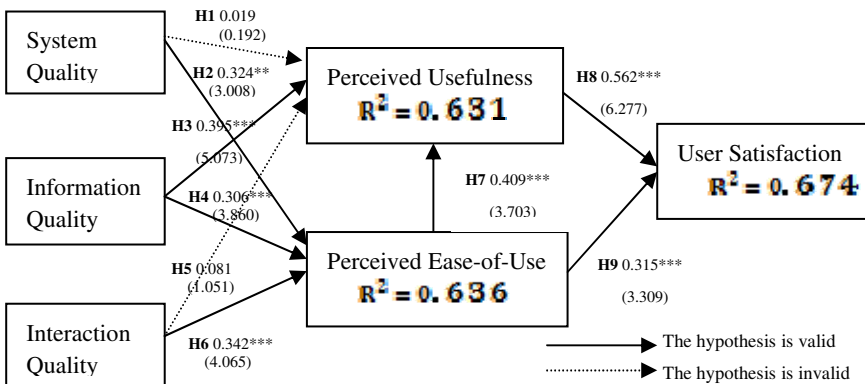 System
Quality
Information
Quality
Interaction
Quality
H1 0.019
(0.192)
H2 0.324**
(3.008)
H3 0.395***
(5.073)
H4 0.306***
(3.860)
H5 0.081
(1.051)
H6 0.342***
(4.065)
Perceived Usefulness
R² = 0.631
H7 0.409***
(3.703)
Perceived Ease-of-Use
R² = 0.636
H8 0.562***
(6.277)
H9 0.315***
(3.309)
User Satisfaction
R² = 0.674
The hypothesis is valid
The hypothesis is invalid